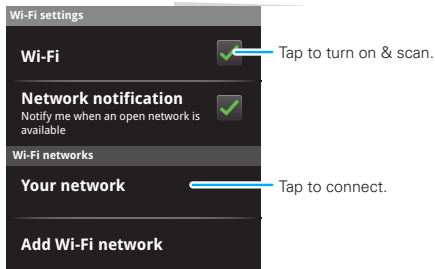 Wi-Fi settings
Wi-Fi
Tap to turn on & scan.
Network notification
Notify me when an open network is
available
Wi-Fi networks
Your network
Tap to connect.
Add Wi-Fi network